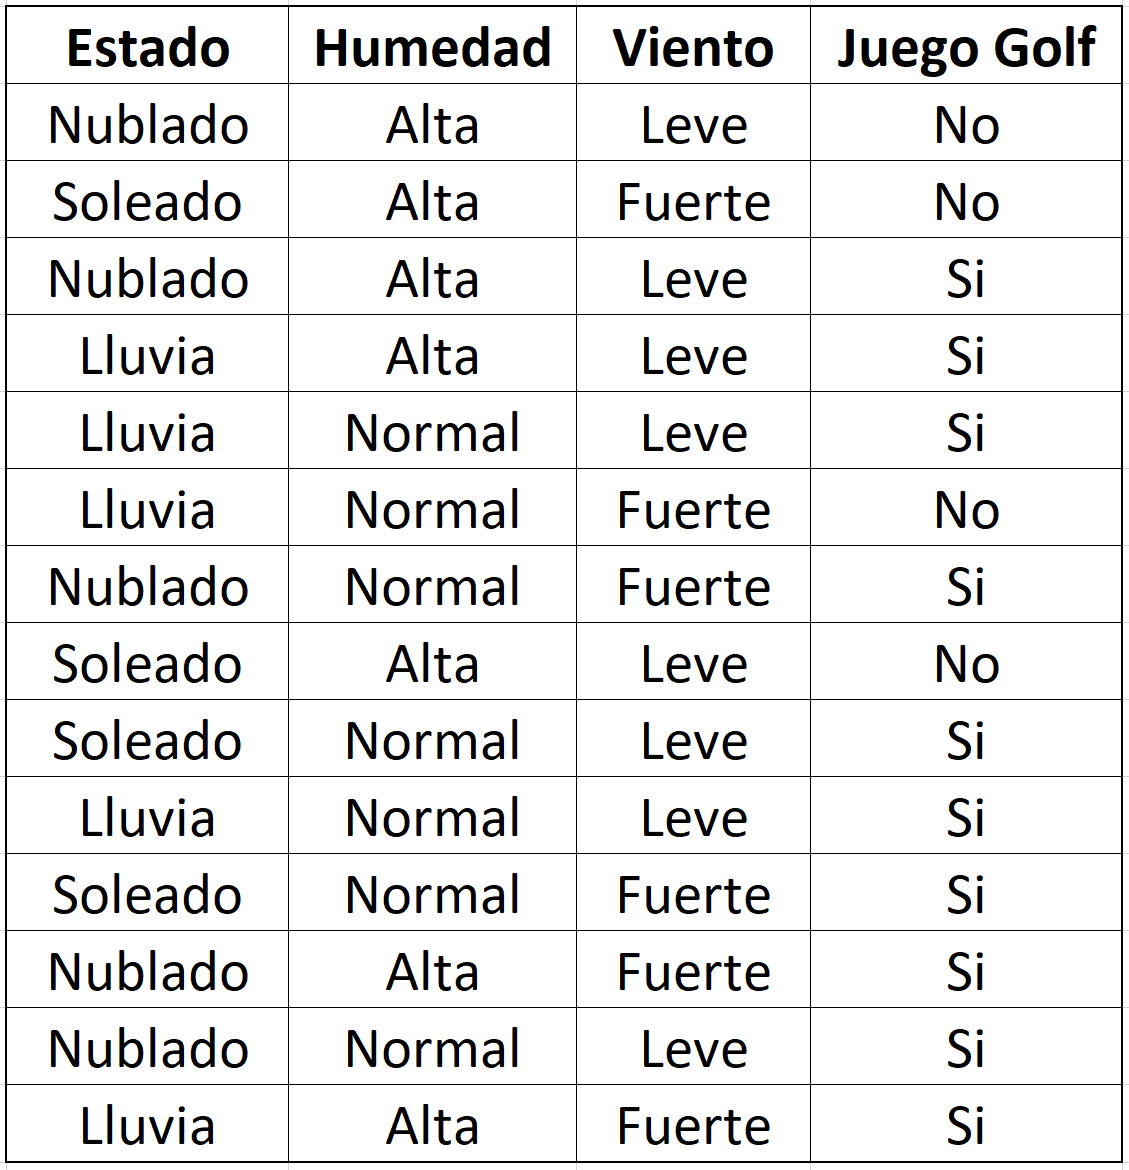 Estado Humedad Viento Juego Golf
Nublado Alta Leve No
Soleado Alta Fuerte No
Nublado Alta Leve Si
Lluvia Alta Leve Si
Lluvia Normal Leve Si
Lluvia Normal Fuerte No
Nublado Normal Fuerte Si
Soleado Alta Leve No
Soleado Normal Leve Si
Lluvia Normal Leve Si
Soleado Normal Fuerte Si
Nublado Alta Fuerte Si
Nublado Normal Leve Si
Lluvia Alta Fuerte Si